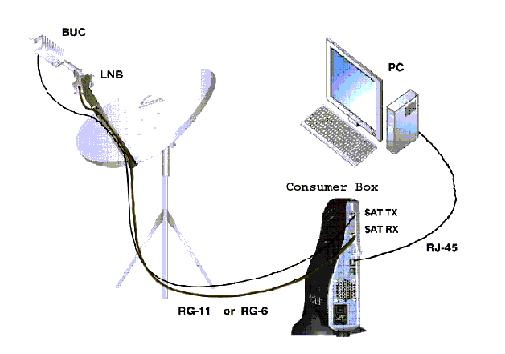 BUC
LNB
PC
Consumer Box
SAT TX
SAT RX
RJ-45
RG-11 or RG-6